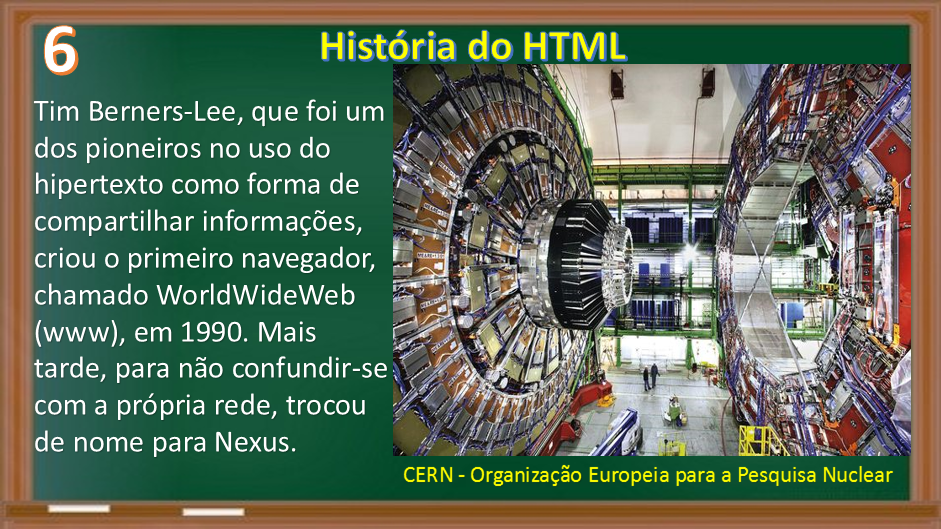 6
História do HTML
Tim Berners-Lee, que foi um
dos pioneiros no uso do
hipertexto como forma de
compartilhar informações,
criou o primeiro navegador,
chamado WorldWideWeb
(www), em 1990. Mais
tarde, para não confundir-se
com a própria rede, trocou
de nome para Nexus.
CERN - Organização Europeia para a Pesquisa Nuclear